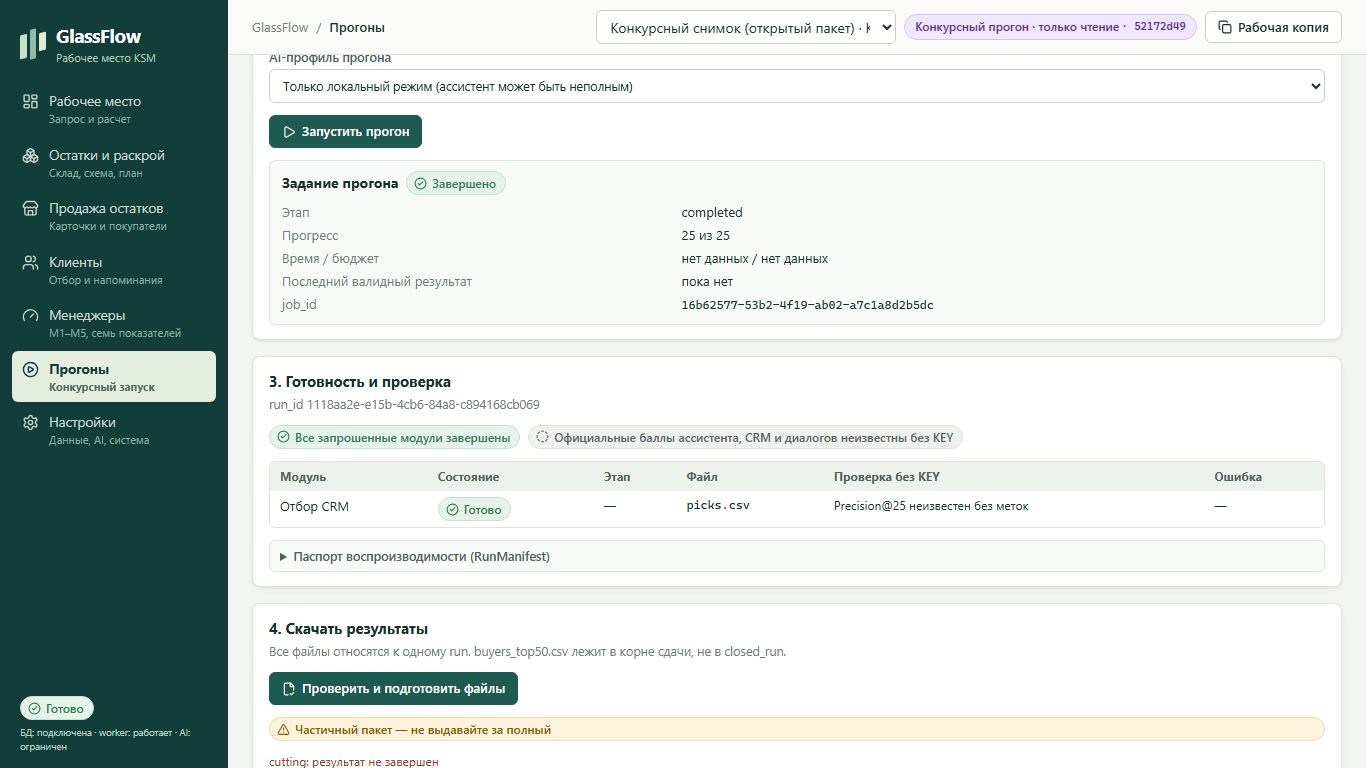 GlassFlow
Рабочее место KSM
Рабочее место
Запрос и расчет
Остатки и раскрой
Склад, схема, план
Продажа остатков
Карточки и покупатели
Клиенты
Отбор и напоминания
Менеджеры
M1–M5, семь показателей
Прогоны
Конкурсный запуск
Настройки
Данные, AI, система
Готово
БД: подключена · worker: работает · AI:
ограничен
GlassFlow / Прогоны
Конкурсный снимок (открытый пакет) ·
Конкурсный прогон · только чтение · 52172d49
Рабочая копия
AI-профиль прогона
Только локальный режим (ассистент может быть неполным)
Запустить прогон
Задание прогона Завершено
Этап completed
Прогресс 25 из 25
Время / бюджет нет данных / нет данных
Последний валидный результат пока нет
job_id 16b62577-53b2-4f19-ab02-a7c1a8d2b5dc
3. Готовность и проверка
run_id 1118aa2e-e15b-4cb6-84a8-c894168cb069
Все запрошенные модули завершены
Официальные баллы ассистента, CRM и диалогов неизвестны без KEY
Модуль Состояние Этап Файл Проверка без KEY Ошибка
Отбор CRM Готово — picks.csv Precision@25 неизвестен без меток —
Паспорт воспроизводимости (RunManifest)
4. Скачать результаты
Все файлы относятся к одному run. buyers_top50.csv лежит в корне сдачи, не в closed_run.
Проверить и подготовить файлы
Частичный пакет — не выдавайте за полный
cutting: результат не завершен